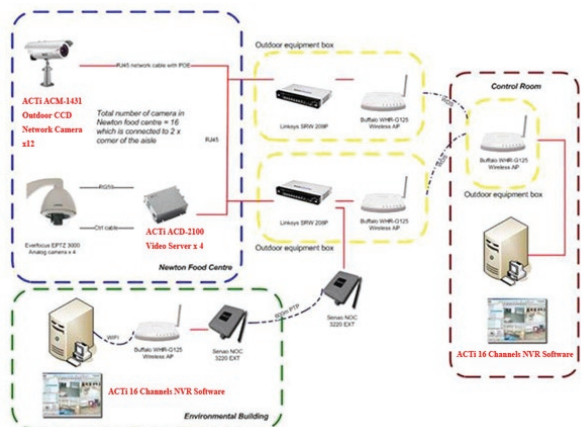 RJ45 network cable with POE
ACTi ACM-1431
Outdoor CCD
Network Camera
x12
Total number of camera in
Newton food centre = 16
which is connected to 2 x
corner of the aisle
RJ45
RG59
Ctrl cable
Everfocus EPTZ 3000
Analog camera x 4
ACTi ACD-2100
Video Server x 4
Newton Food Centre
Outdoor equipment box
Linksys SRW 208P
Buffalo WHR-G125
Wireless AP
Linksys SRW 208P
Buffalo WHR-G125
Wireless AP
Outdoor equipment box
Control Room
Buffalo WHR-G125
Wireless AP
Outdoor equipment box
ACTi 16 Channels NVR Software
600m PTP
Senao NOC
3220 EXT
WIFI
Buffalo WHR-G125
Wireless AP
Senao NOC
3220 EXT
ACTi 16 Channels NVR Software
Environmental Building